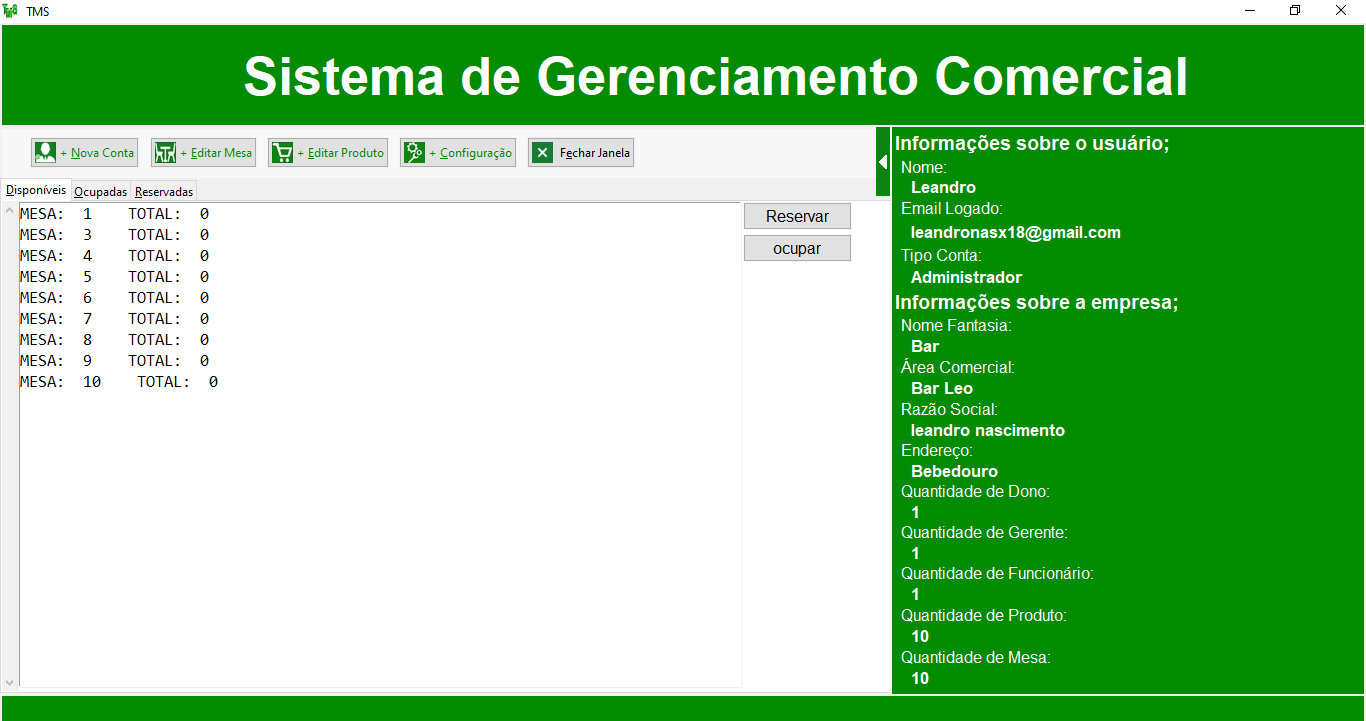 TMS
Sistema de Gerenciamento Comercial
+ Nova Conta
+ Editar Mesa
+ Editar Produto
+ Configuração
Fechar Janela
Disponíveis
Ocupadas
Reservadas
MESA: 1 TOTAL: 0
MESA: 3 TOTAL: 0
MESA: 4 TOTAL: 0
MESA: 5 TOTAL: 0
MESA: 6 TOTAL: 0
MESA: 7 TOTAL: 0
MESA: 8 TOTAL: 0
MESA: 9 TOTAL: 0
MESA: 10 TOTAL: 0
Reservar
ocupar
Informações sobre o usuário;
Nome:
Leandro
Email Logado:
leandronasx18@gmail.com
Tipo Conta:
Administrador
Informações sobre a empresa;
Nome Fantasia:
Bar
Área Comercial:
Bar Leo
Razão Social:
leandro nascimento
Endereço:
Bebedouro
Quantidade de Dono:
1
Quantidade de Gerente:
1
Quantidade de Funcionário:
1
Quantidade de Produto:
10
Quantidade de Mesa:
10